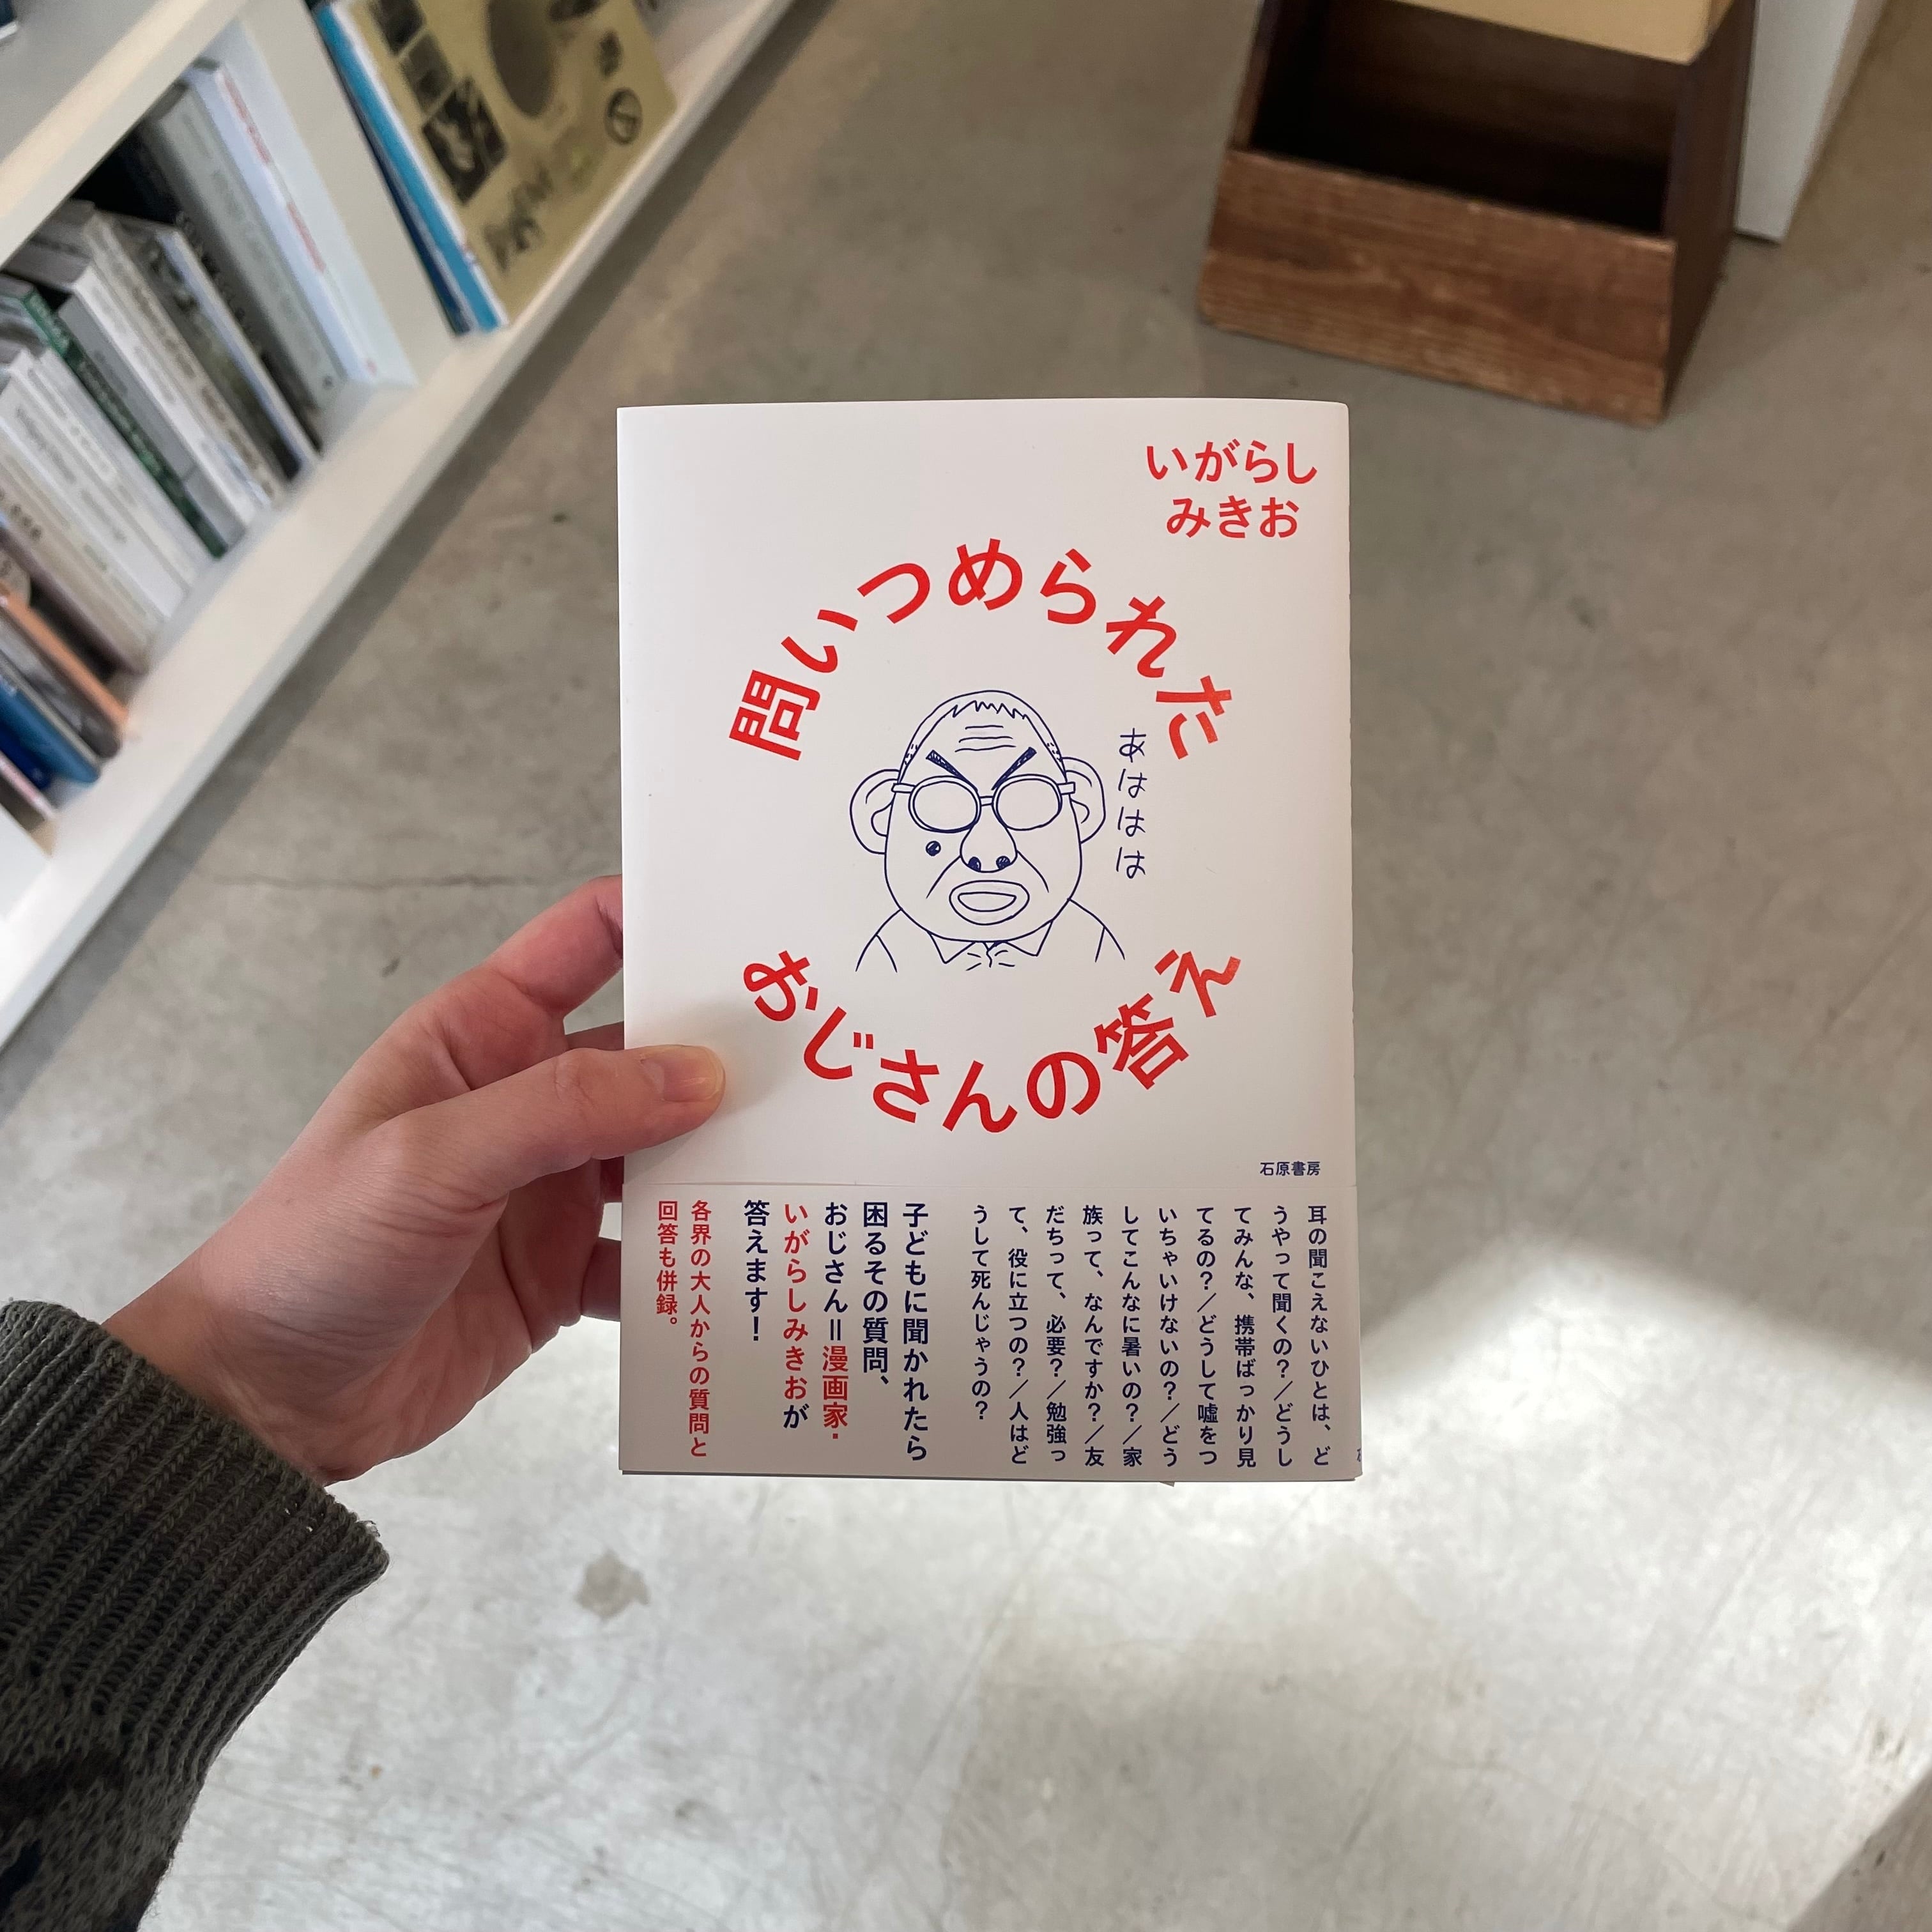 いがらし
みきお
問いつめられた
あははは
おじさんの答え
石原書房
耳の聞こえないひとは、ど
うやって聞くの？／どうし
てみんな、携帯ばっかり見
てるの？／どうして嘘をつ
いちゃいけないの？／どう
してこんなに暑いの？／家
族って、なんですか？／友
だちって、必要？／勉強っ
て、役に立つの？／人はど
うして死んじゃうの？
子どもに聞かれたら
困るその質問、
おじさん＝漫画家・
いがらしみきおが
答えます！
各界の大人からの質問と
回答も併録。